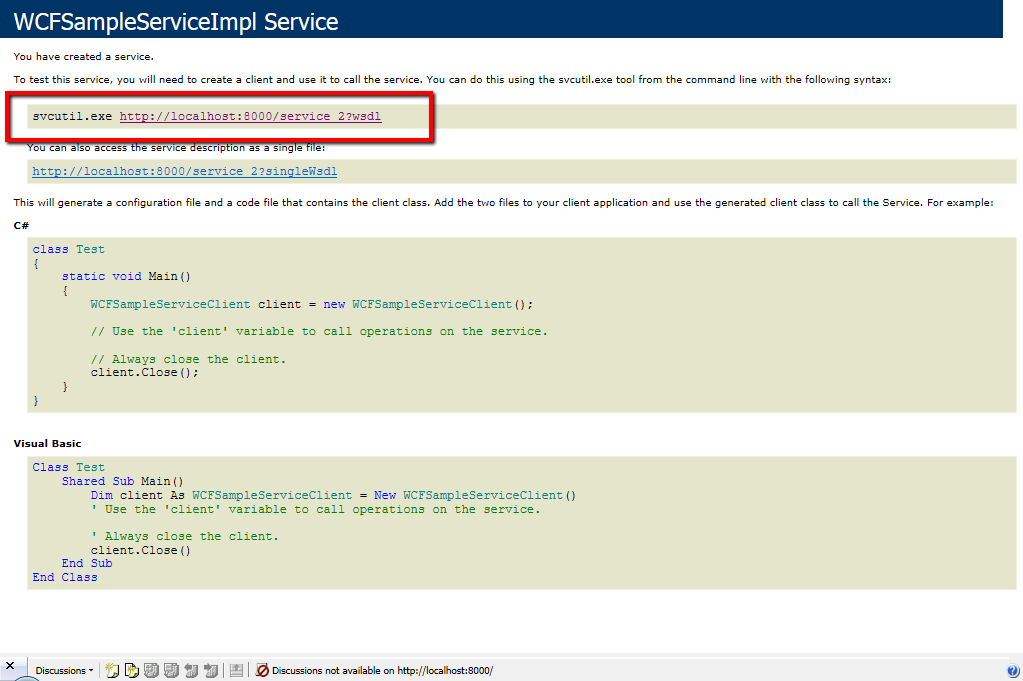 WCFSampleServiceImpl Service
You have created a service.
To test this service, you will need to create a client and use it to call the service. You can do this using the svcutil.exe tool from the command line with the following syntax:
svcutil.exe http://localhost:8000/service_2?wsdl
You can also access the service description as a single file:
http://localhost:8000/service_2?singleWsdl
This will generate a configuration file and a code file that contains the client class. Add the two files to your client application and use the generated client class to call the Service. For example:
C#
class Test
{
static void Main()
{
WCFSampleServiceClient client = new WCFSampleServiceClient();
// Use the 'client' variable to call operations on the service.
// Always close the client.
client.Close();
}
}
Visual Basic
Class Test
Shared Sub Main()
Dim client As WCFSampleServiceClient = New WCFSampleServiceClient()
' Use the 'client' variable to call operations on the service.
' Always close the client.
client.Close()
End Sub
End Class
Discussions Discussions not available on http://localhost:8000/